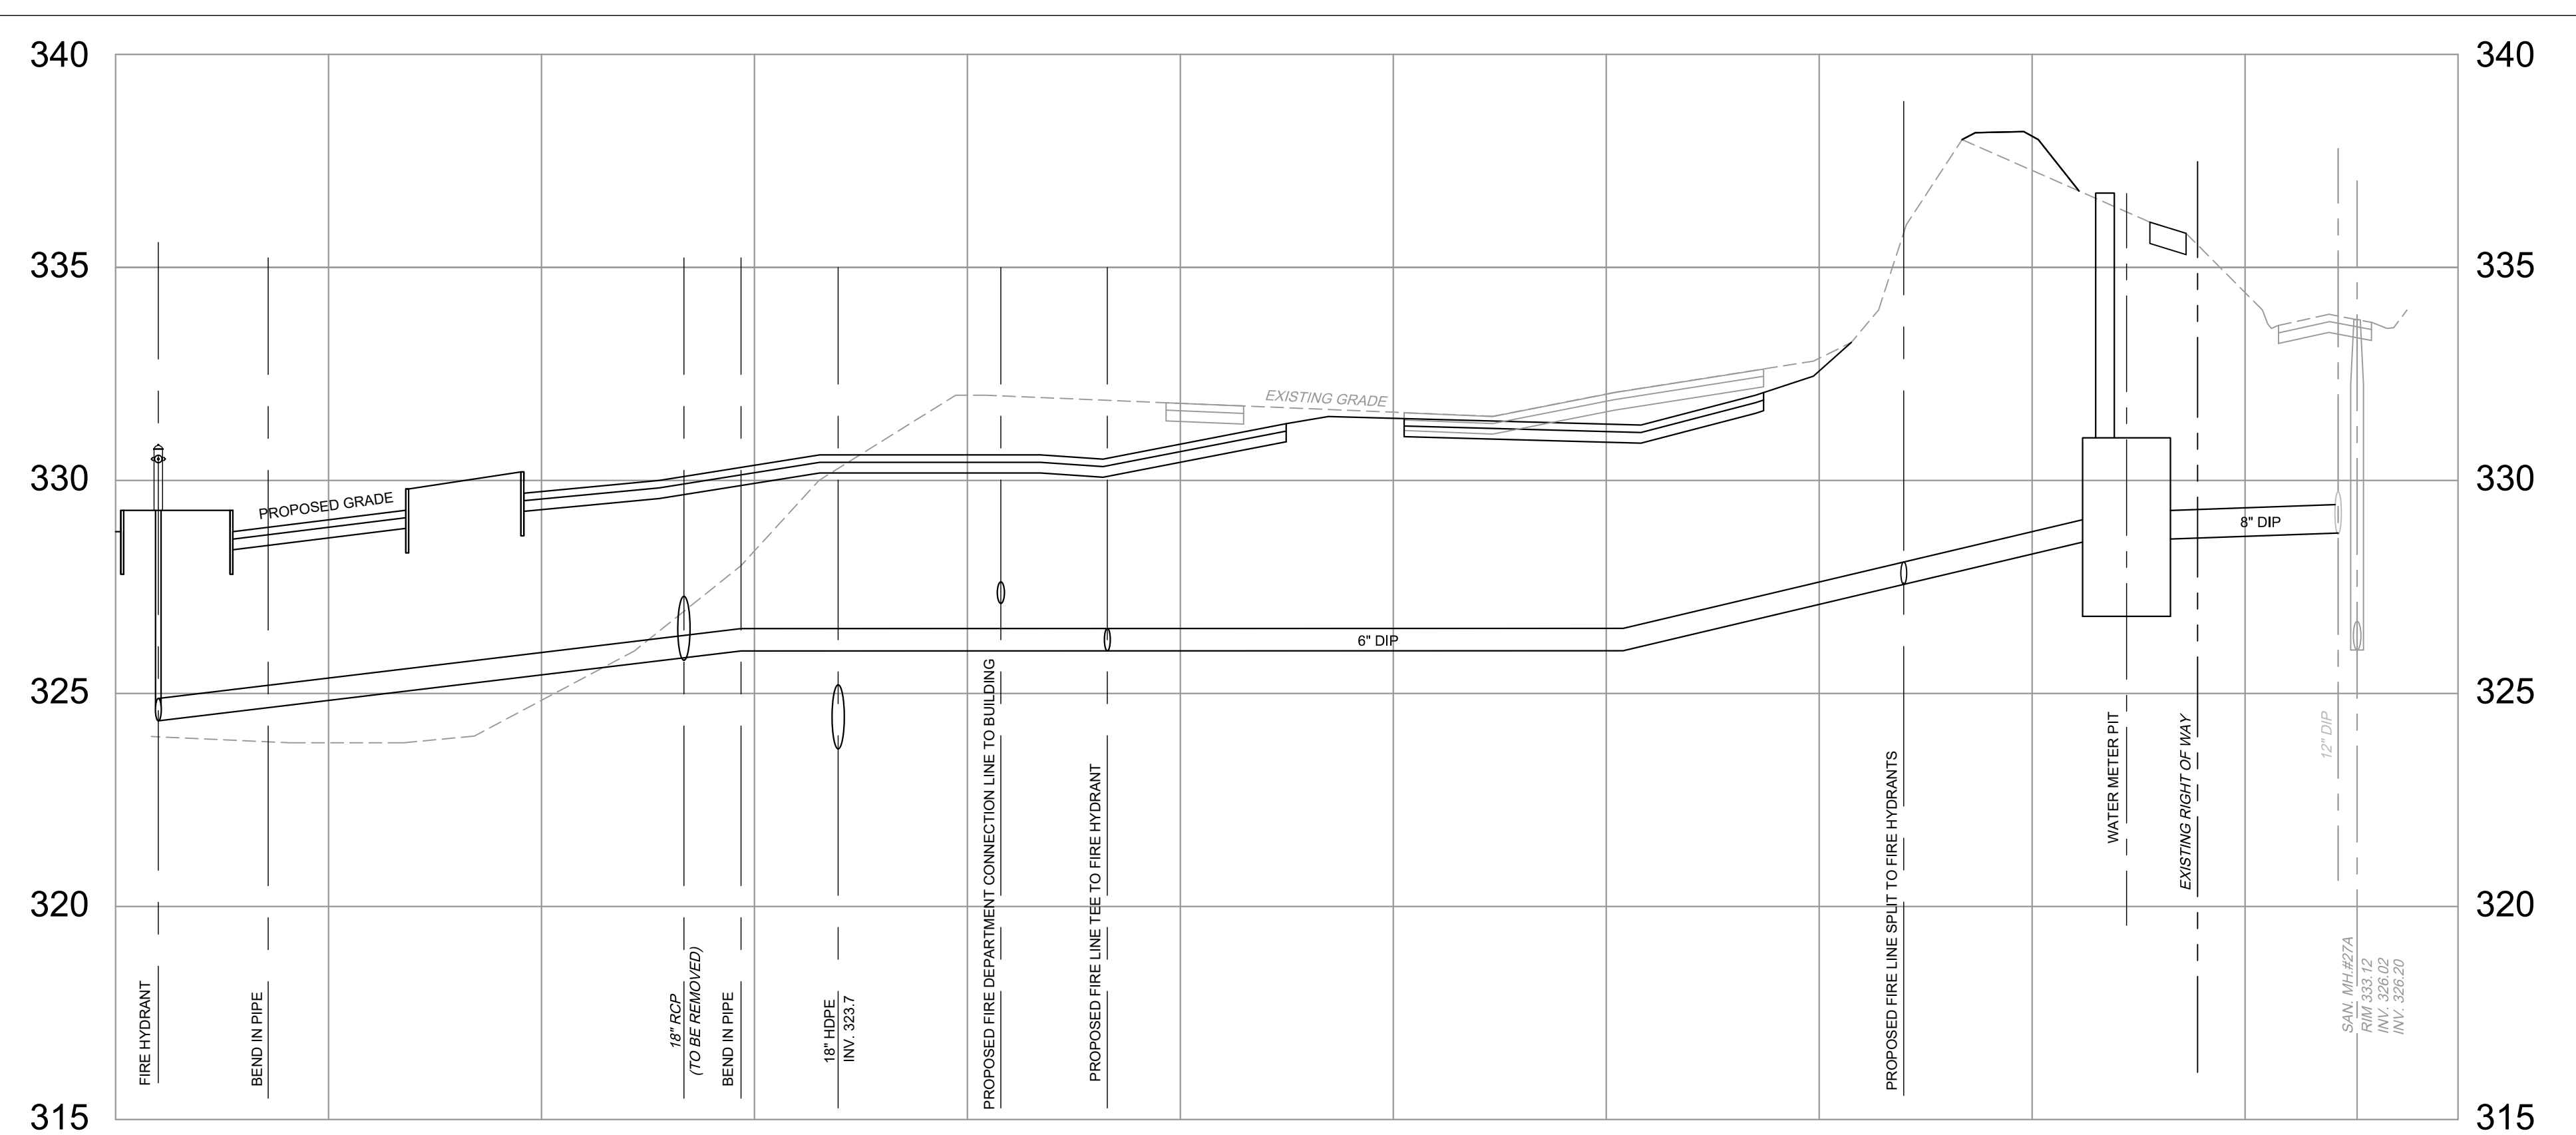 340
340
335
335
330
330
325
325
320
320
315
315
EXISTING GRADE
PROPOSED GRADE
8" DIP
6" DIP
FIRE HYDRANT
BEND IN PIPE
18" RCP
(TO BE REMOVED)
BEND IN PIPE
18" HDPE
INV. 323.7
PROPOSED FIRE DEPARTMENT CONNECTION LINE TO BUILDING
PROPOSED FIRE LINE TEE TO FIRE HYDRANT
PROPOSED FIRE LINE SPLIT TO FIRE HYDRANTS
WATER METER PIT
EXISTING RIGHT OF WAY
12" DIP
SAN. MH.#27A
RIM 333.12
INV. 326.02
INV. 326.20